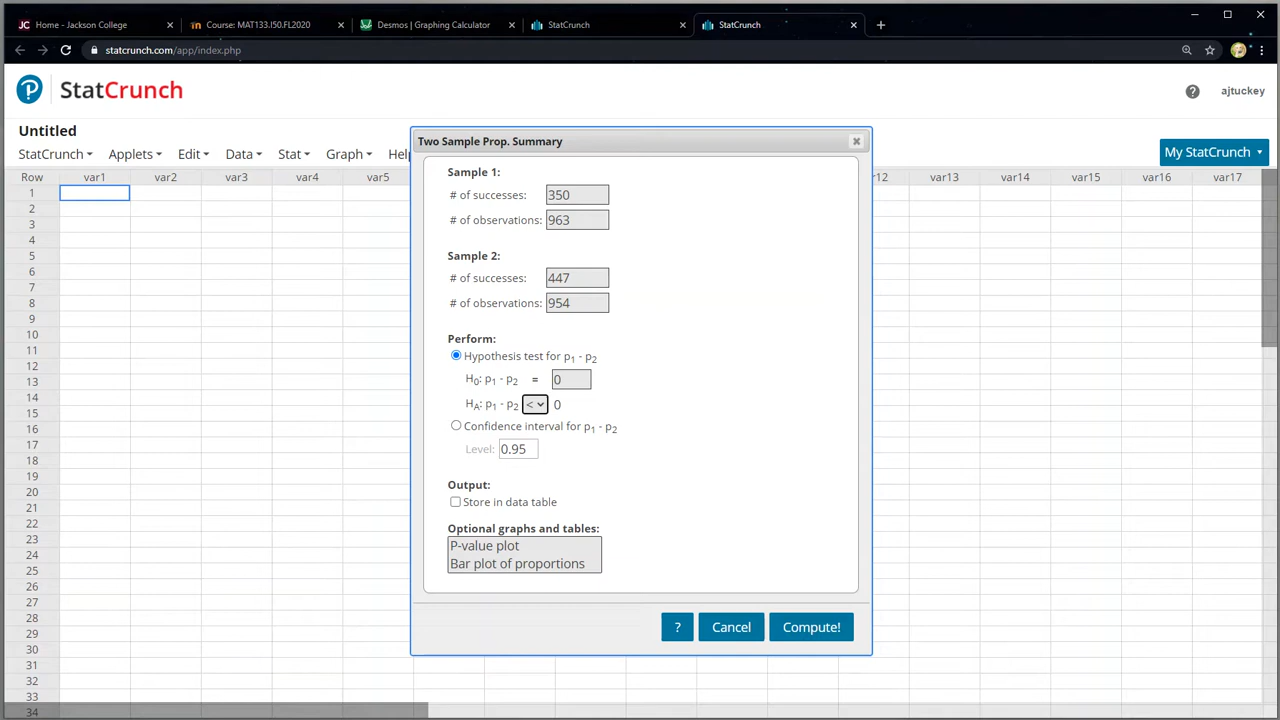 Home - Jackson College
Course: MAT133.I50.FL2020
Desmos | Graphing Calculator
StatCrunch
StatCrunch
statcrunch.com/app/index.php
P
StatCrunch
?
ajtuckey
Untitled
StatCrunch Applets Edit Data Stat Graph Help
My StatCrunch
Row var1 var2 var3 var4 var5 r12 var13 var14 var15 var16 var17
1
2
3
4
5
6
7
8
9
10
11
12
13
14
15
16
17
18
19
20
21
22
23
24
25
26
27
28
29
30
31
32
33
34
Two Sample Prop. Summary
Sample 1:
# of successes: 350
# of observations: 963
Sample 2:
# of successes: 447
# of observations: 954
Perform:
Hypothesis test for p1 - p2
H0: p1 - p2 = 0
HA: p1 - p2 < 0
Confidence interval for p1 - p2
Level: 0.95
Output:
Store in data table
Optional graphs and tables:
P-value plot
Bar plot of proportions
? Cancel Compute!